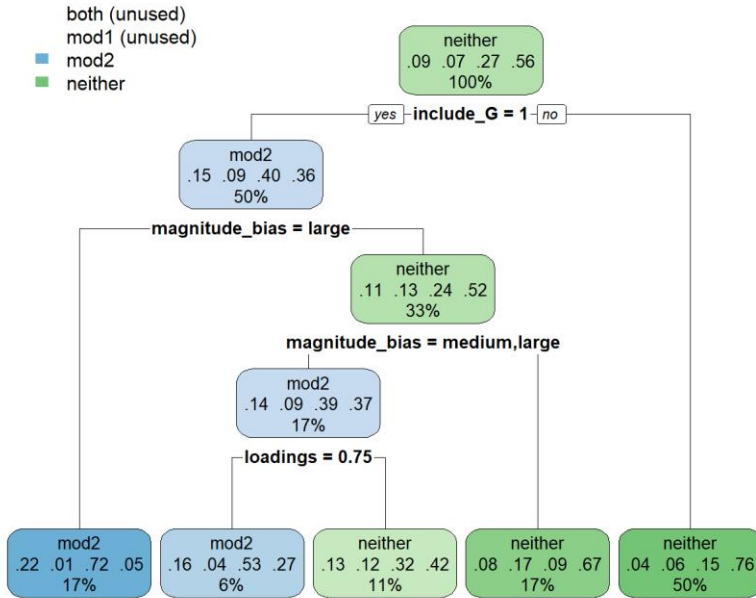 both (unused)
mod1 (unused)
mod2
neither
neither
.09 .07 .27 .56
100%
yes include_G = 1 no
mod2
.15 .09 .40 .36
50%
magnitude_bias = large
neither
.11 .13 .24 .52
33%
magnitude_bias = medium,large
mod2
.14 .09 .39 .37
17%
loadings = 0.75
mod2
.22 .01 .72 .05
17%
mod2
.16 .04 .53 .27
6%
neither
.13 .12 .32 .42
11%
neither
.08 .17 .09 .67
17%
neither
.04 .06 .15 .76
50%